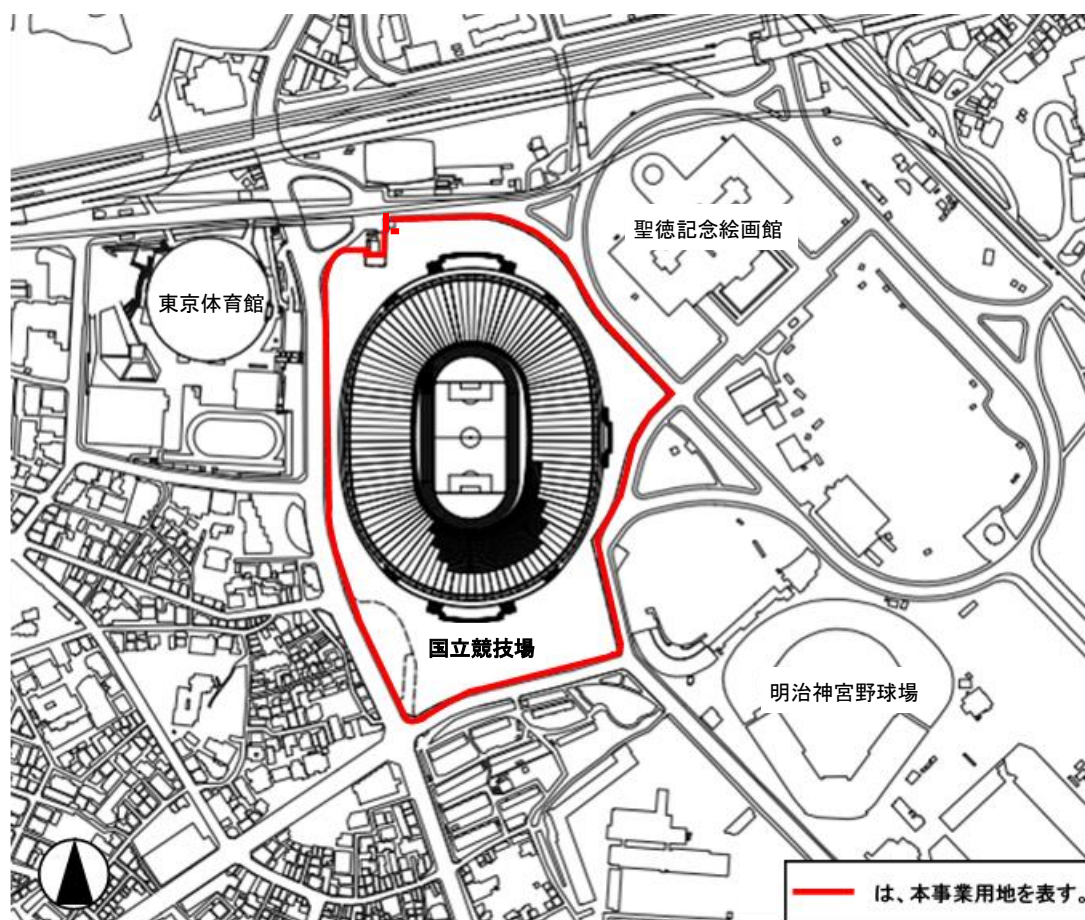 聖徳記念絵画館
東京体育館
国立競技場
明治神宮野球場
は、本事業用地を表す。